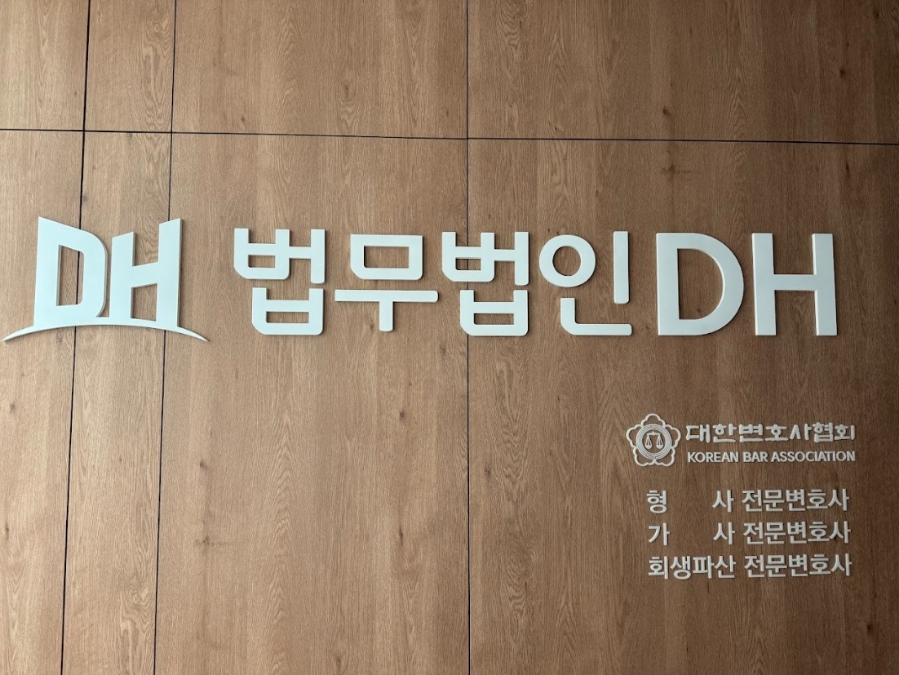 DH 법무법인DH
대한변호사협회
KOREAN BAR ASSOCIATION
형 사 전문변호사
가 사 전문변호사
회생파산 전문변호사